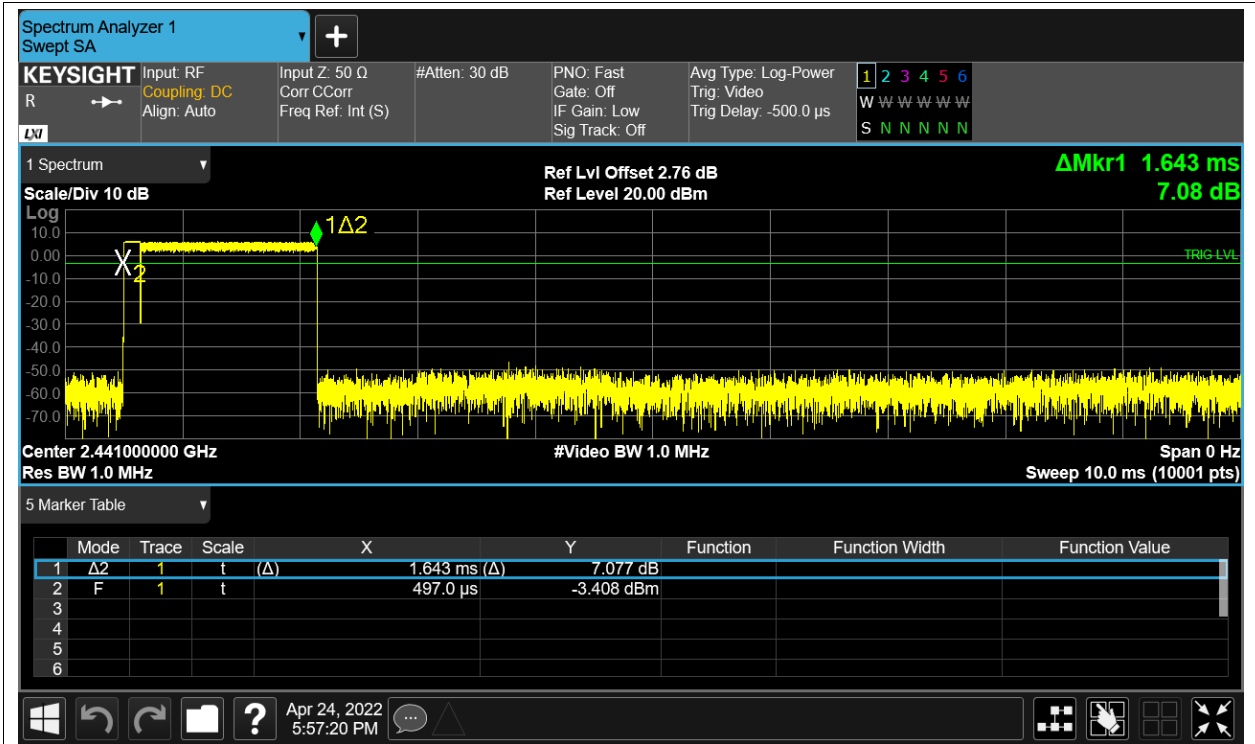 Spectrum Analyzer 1
Swept SA
KEYSIGHT
R
LXI
Input: RF
Coupling: DC
Align: Auto
Input Z: 50 Ω
Corr CCorr
Freq Ref: Int (S)
#Atten: 30 dB
PNO: Fast
Gate: Off
IF Gain: Low
Sig Track: Off
Avg Type: Log-Power
Trig: Video
Trig Delay: -500.0 µs
1 2 3 4 5 6
W W W W W W
S N N N N N
1 Spectrum
Scale/Div 10 dB
Ref Lvl Offset 2.76 dB
Ref Level 20.00 dBm
ΔMkr1 1.643 ms
7.08 dB
Log
10.0
0.00
-10.0
-20.0
-30.0
-40.0
-50.0
-60.0
-70.0
1Δ2
X2
TRIG LVL
Center 2.441000000 GHz
Res BW 1.0 MHz
#Video BW 1.0 MHz
Span 0 Hz
Sweep 10.0 ms (10001 pts)
5 Marker Table
Mode Trace Scale X Y Function Function Width Function Value
1 Δ2 1 t (Δ) 1.643 ms (Δ) 7.077 dB
2 F 1 t 497.0 µs -3.408 dBm
3
4
5
6
?
Apr 24, 2022
5:57:20 PM